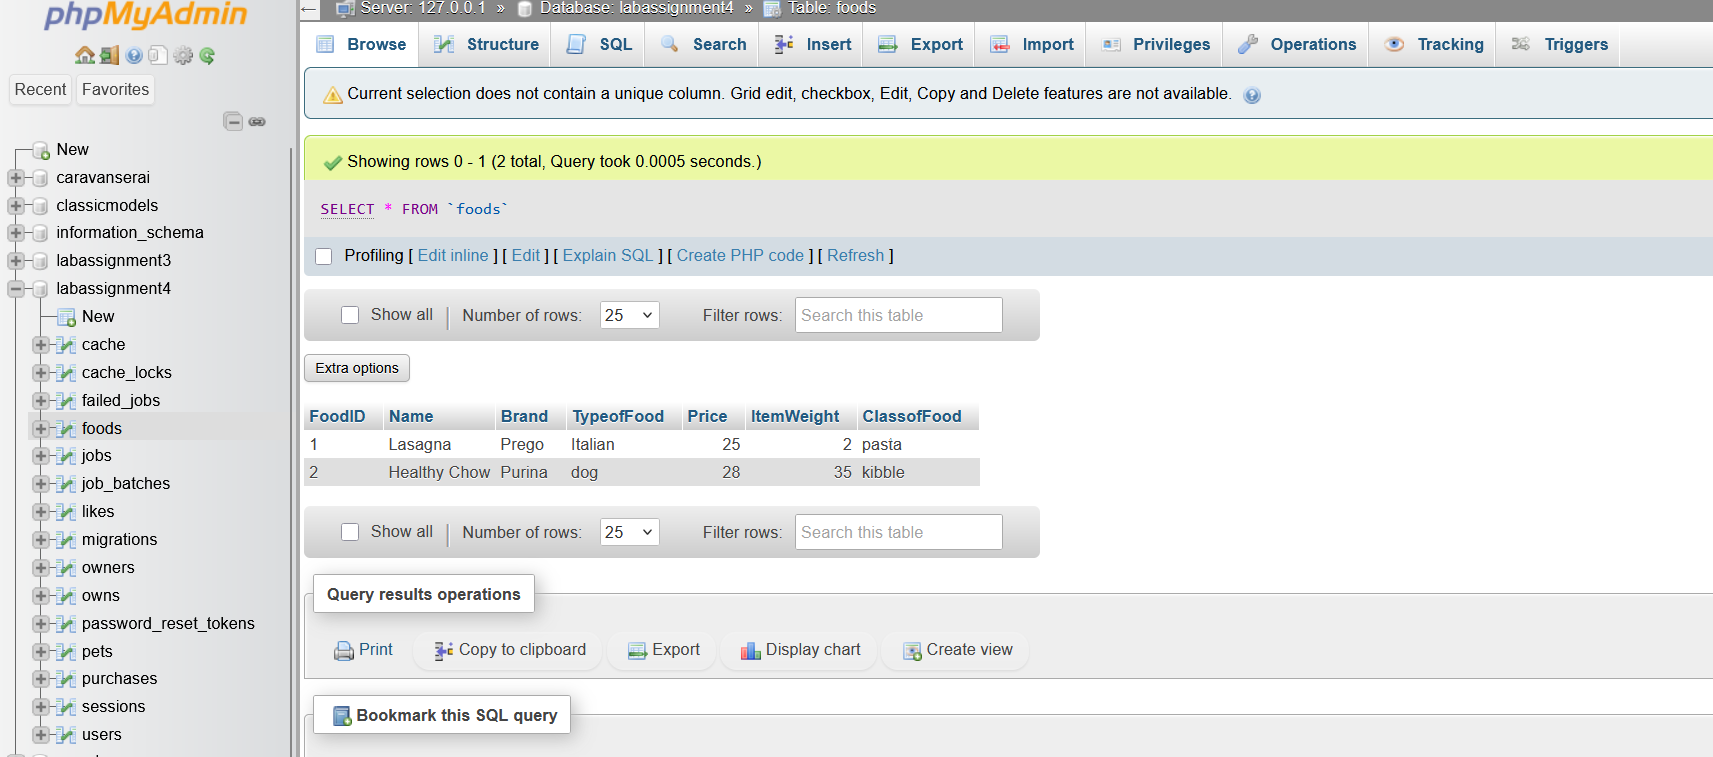 phpMyAdmin
Recent Favorites
New
caravanserai
classicmodels
information_schema
labassignment3
labassignment4
New
cache
cache_locks
failed_jobs
foods
jobs
job_batches
likes
migrations
owners
owns
password_reset_tokens
pets
purchases
sessions
users
Server: 127.0.0.1 » Database: labassignment4 » Table: foods
Browse Structure SQL Search Insert Export Import Privileges Operations Tracking Triggers
Current selection does not contain a unique column. Grid edit, checkbox, Edit, Copy and Delete features are not available.
Showing rows 0 - 1 (2 total, Query took 0.0005 seconds.)
SELECT * FROM `foods`
Profiling [ Edit inline ] [ Edit ] [ Explain SQL ] [ Create PHP code ] [ Refresh ]
Show all | Number of rows: 25 Filter rows: Search this table
Extra options
FoodID Name Brand TypeofFood Price ItemWeight ClassofFood
1 Lasagna Prego Italian 25 2 pasta
2 Healthy Chow Purina dog 28 35 kibble
Show all | Number of rows: 25 Filter rows: Search this table
Query results operations
Print Copy to clipboard Export Display chart Create view
Bookmark this SQL query